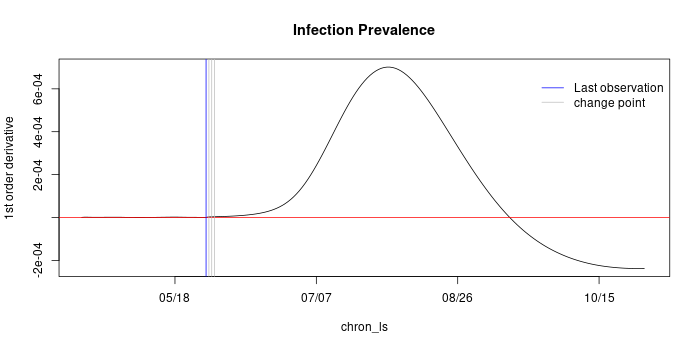 Infection Prevalence
1st order derivative
6e-04
4e-04
2e-04
-2e-04
Last observation
change point
05/18
07/07
08/26
10/15
chron_ls